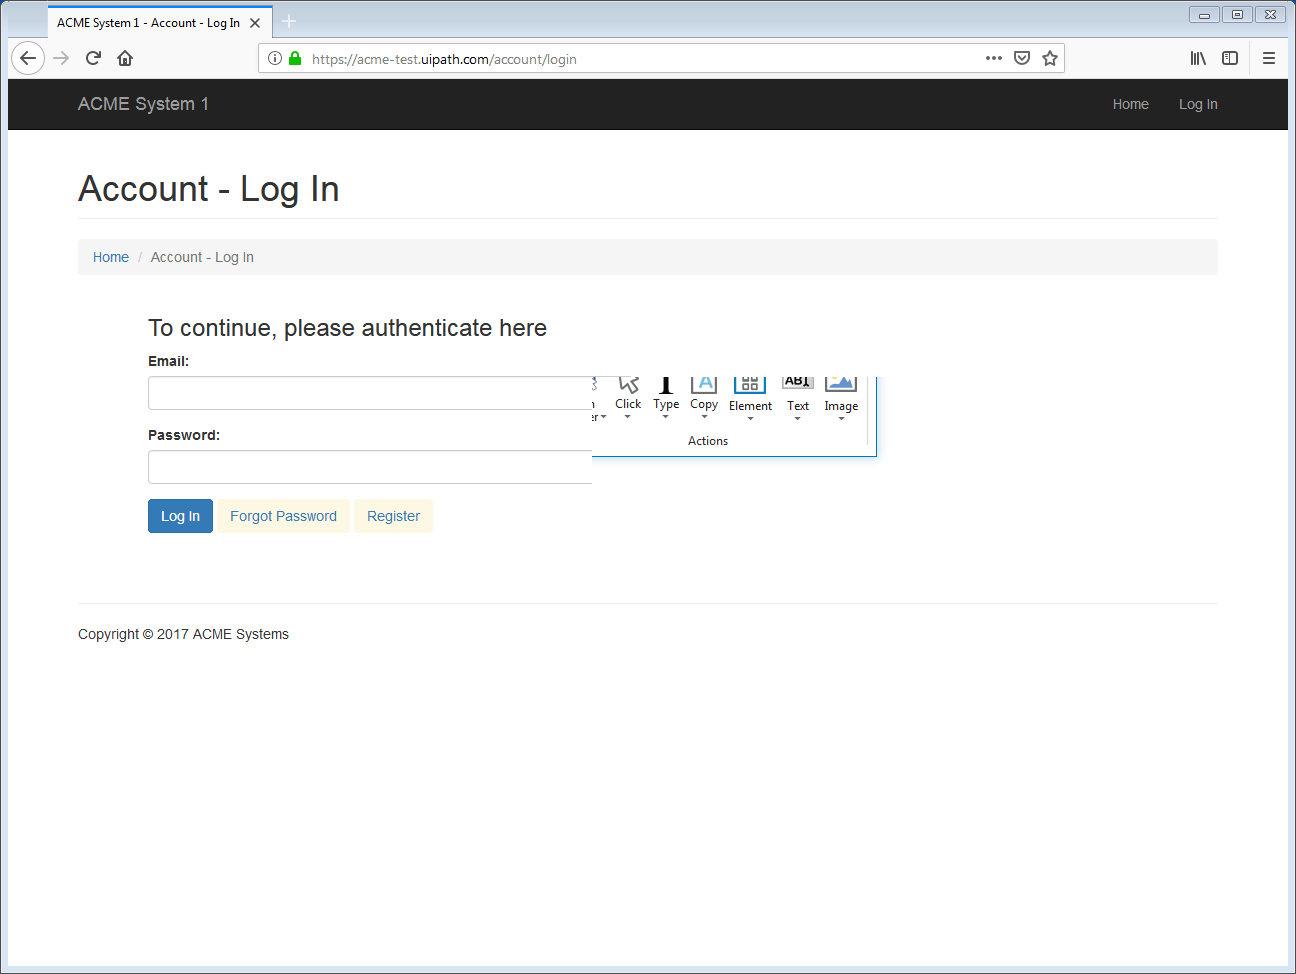 ACME System 1 - Account - Log In
https://acme-test.uipath.com/account/login
ACME System 1
Home
Log In
Account - Log In
Home / Account - Log In
To continue, please authenticate here
Email:
Click
Type
Copy
Element
Text
Image
Actions
Password:
Log In
Forgot Password
Register
Copyright © 2017 ACME Systems